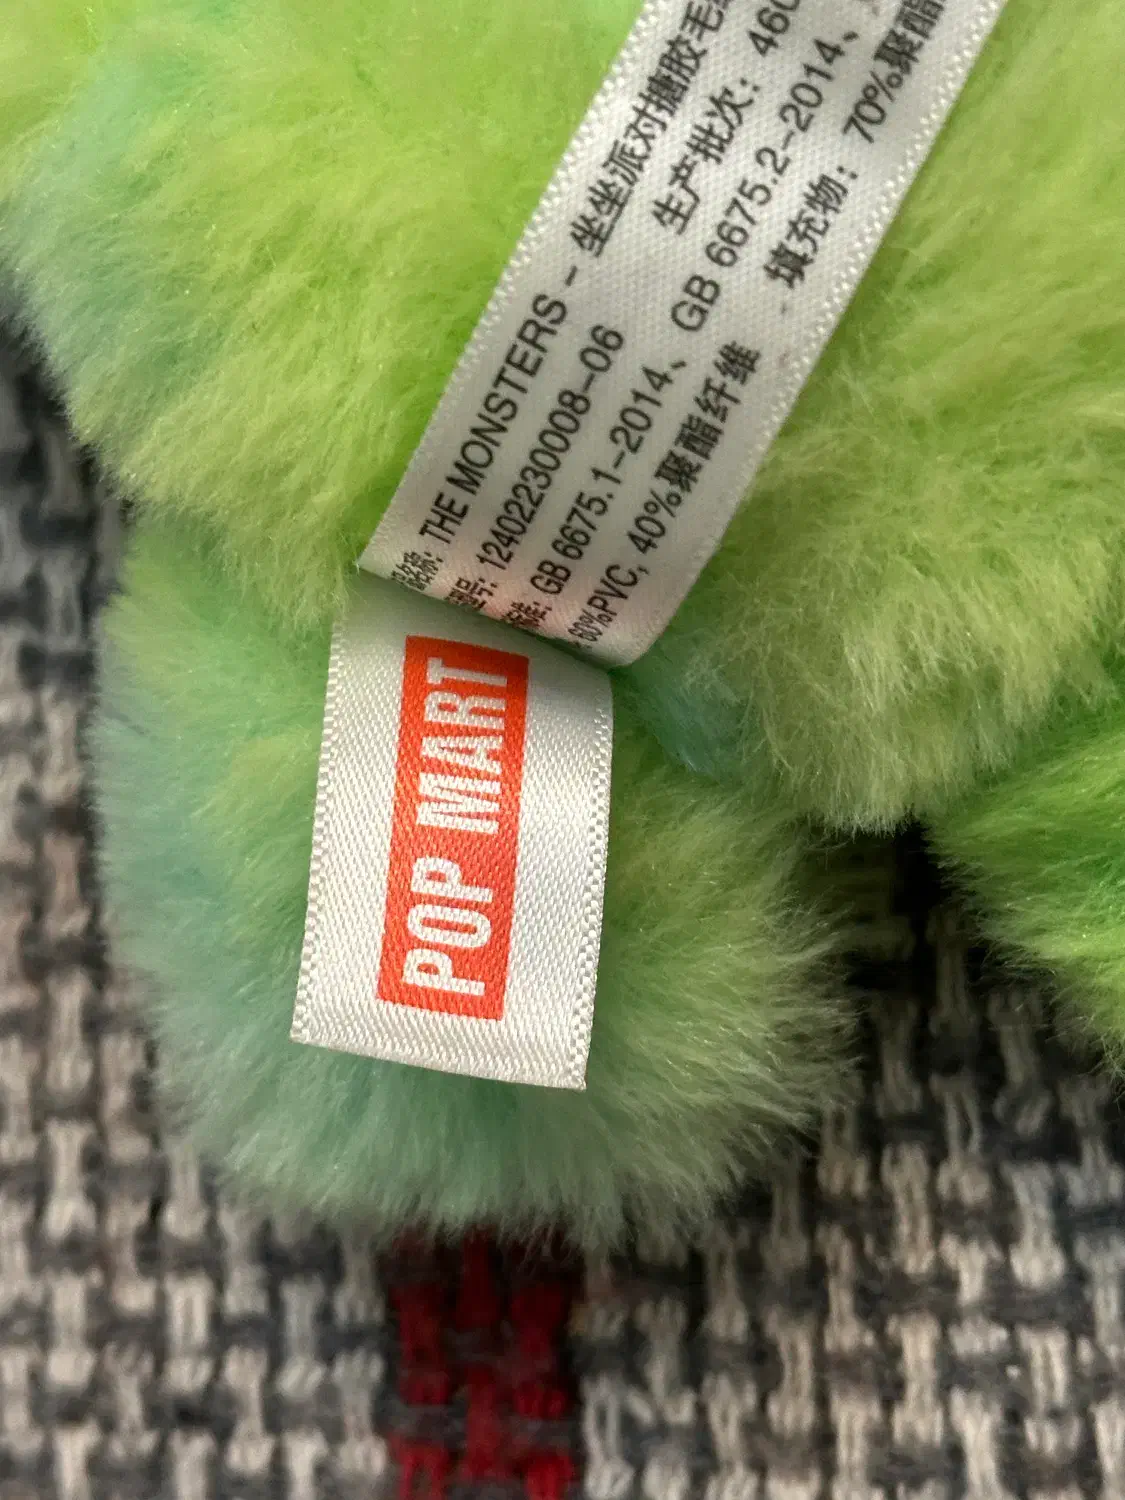 THE MONSTERS - 坐坐派对搪胶毛
12402230008-06 生产批次: 460
GB 6675.1-2014、GB 6675.2-2014、
60%PVC, 40%聚酯纤维 填充物: 70%聚酯
POP MART